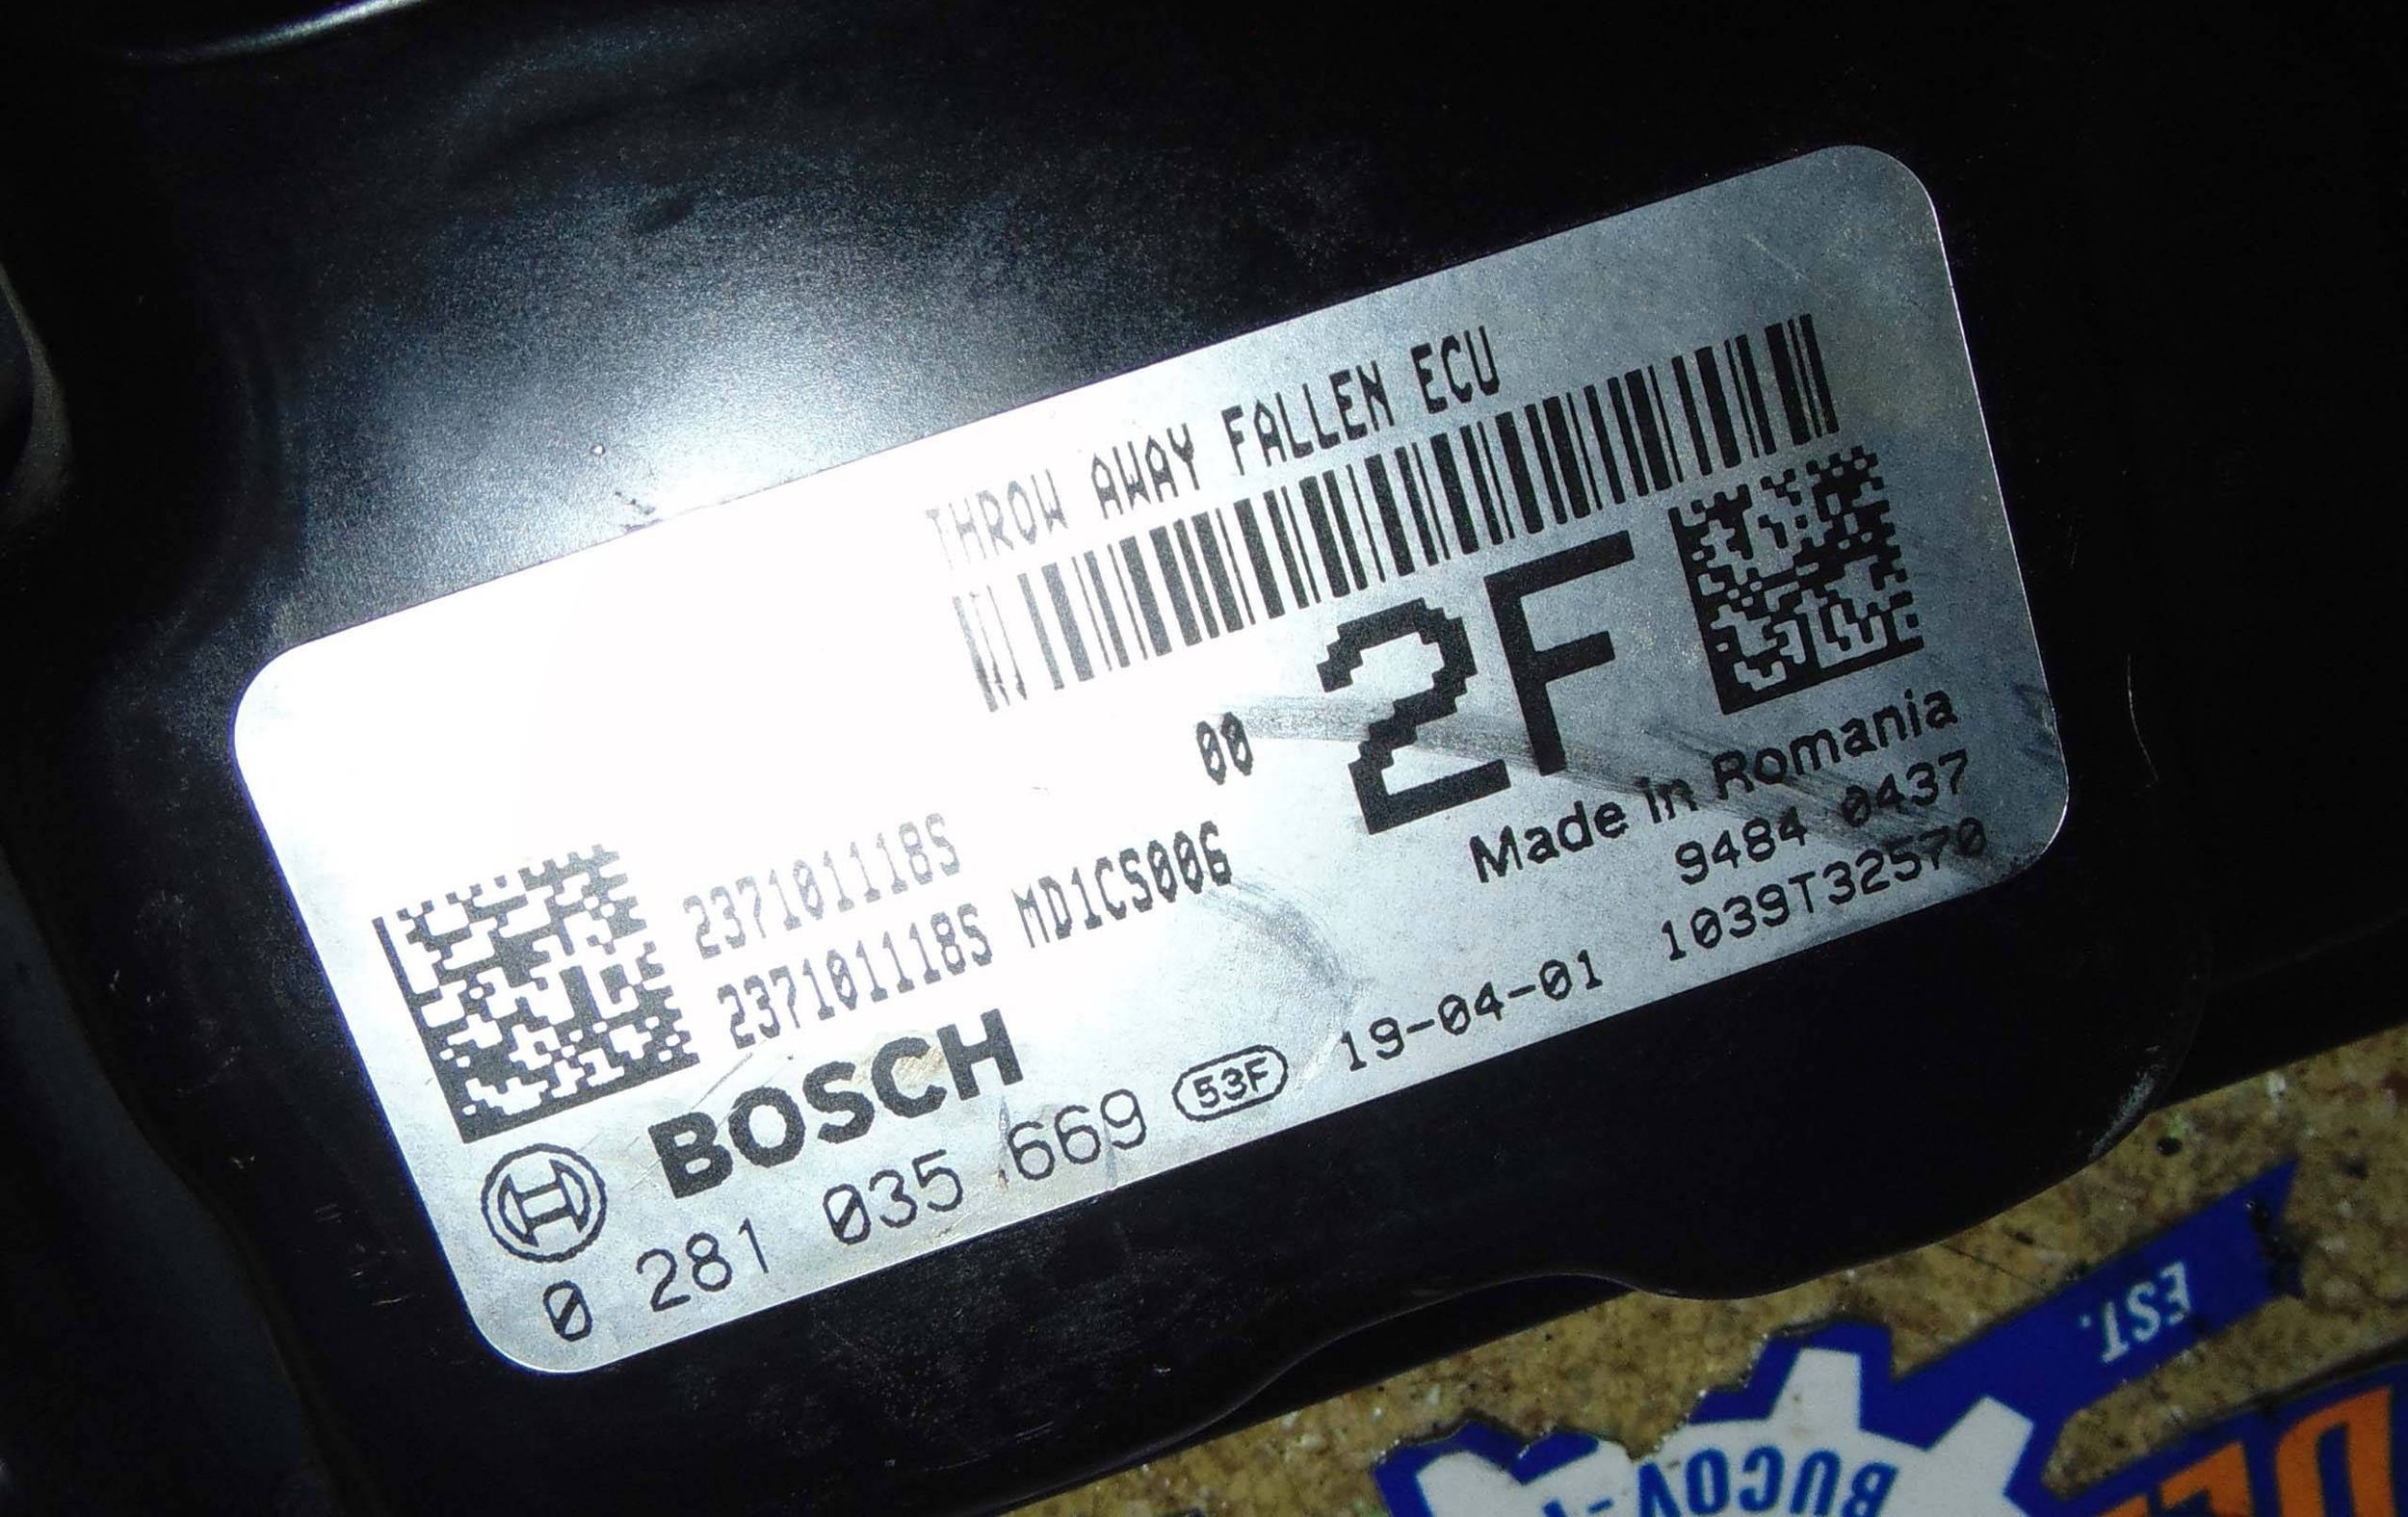 THROW AWAY FALLEN ECU
00
2F
237101118S
237101118S MD1CS006
Made in Romania
9484 0437
1039T32570
BOSCH
0 281 035 669 53F 19-04-01
EST.
BUCOV